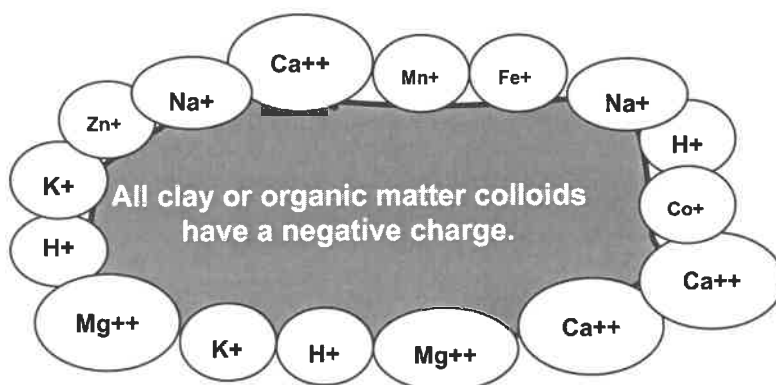 Ca++
Mn+
Fe+
Na+
Na+
Zn+
H+
K+
All clay or organic matter colloids
have a negative charge.
Co+
H+
Ca++
Mg++
Ca++
K+
H+
Mg++